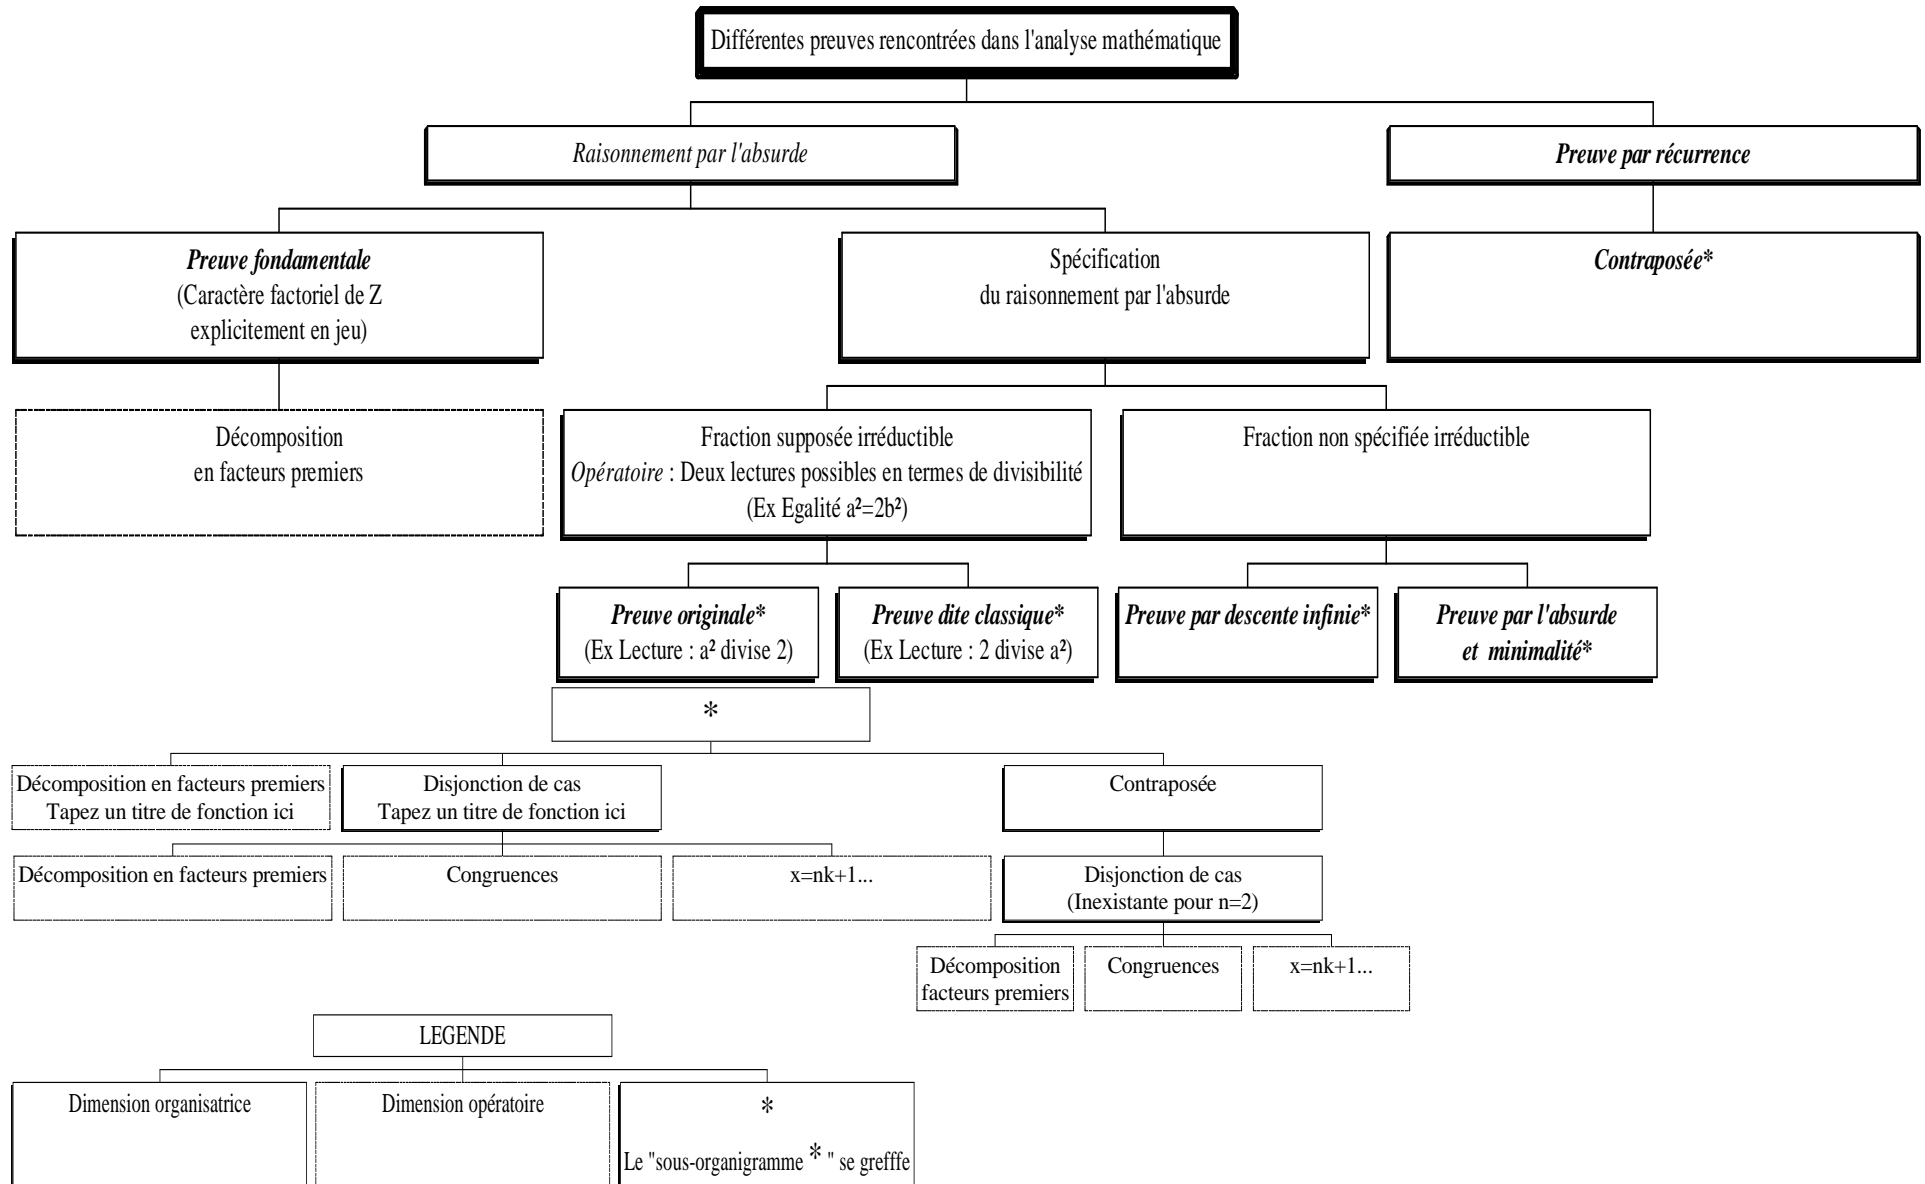 Différentes preuves rencontrées dans l'analyse mathématique
Raisonnement par l'absurde
Preuve par récurrence
Preuve fondamentale
(Caractère factoriel de Z
explicitement en jeu)
Spécification
du raisonnement par l'absurde
Contraposée*
Décomposition
en facteurs premiers
Fraction supposée irréductible
Opératoire : Deux lectures possibles en termes de divisibilité
(Ex Egalité a²=2b²)
Fraction non spécifiée irréductible
Preuve originale*
(Ex Lecture : a² divise 2)
Preuve dite classique*
(Ex Lecture : 2 divise a²)
Preuve par descente infinie*
Preuve par l'absurde
et minimalité*
*
Décomposition en facteurs premiers
Tapez un titre de fonction ici
Disjonction de cas
Tapez un titre de fonction ici
Contraposée
Décomposition en facteurs premiers
Congruences
x=nk+1...
Disjonction de cas
(Inexistante pour n=2)
Décomposition
facteurs premiers
Congruences
x=nk+1...
LEGENDE
Dimension organisatrice
Dimension opératoire
*
Le "sous-organigramme * " se grefffe